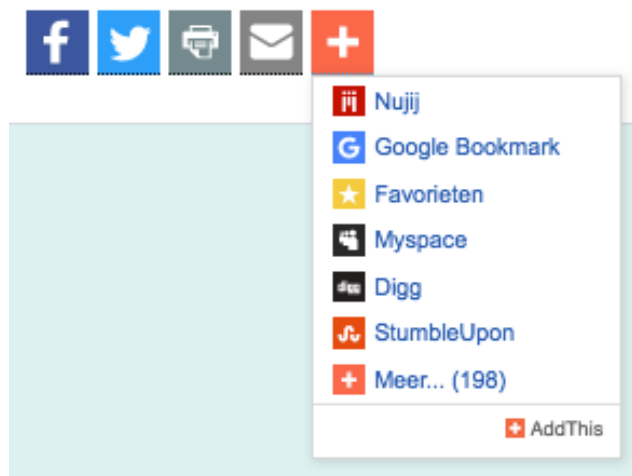 Nujij
Google Bookmark
Favorieten
Myspace
Digg
StumbleUpon
Meer... (198)
AddThis